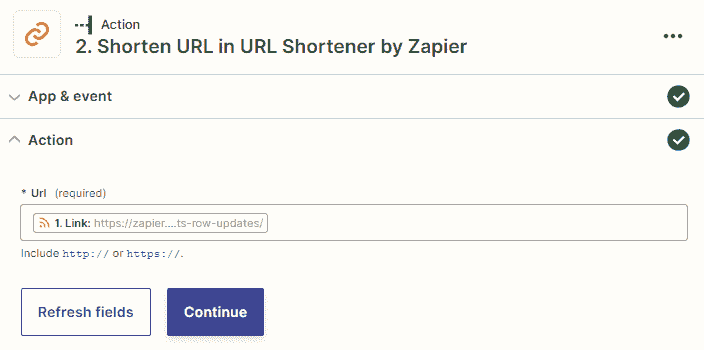 Action
2. Shorten URL in URL Shortener by Zapier
App & event
Action
* Url (required)
1. Link: https://zapier....ts-row-updates/
Include http:// or https://.
Refresh fields
Continue